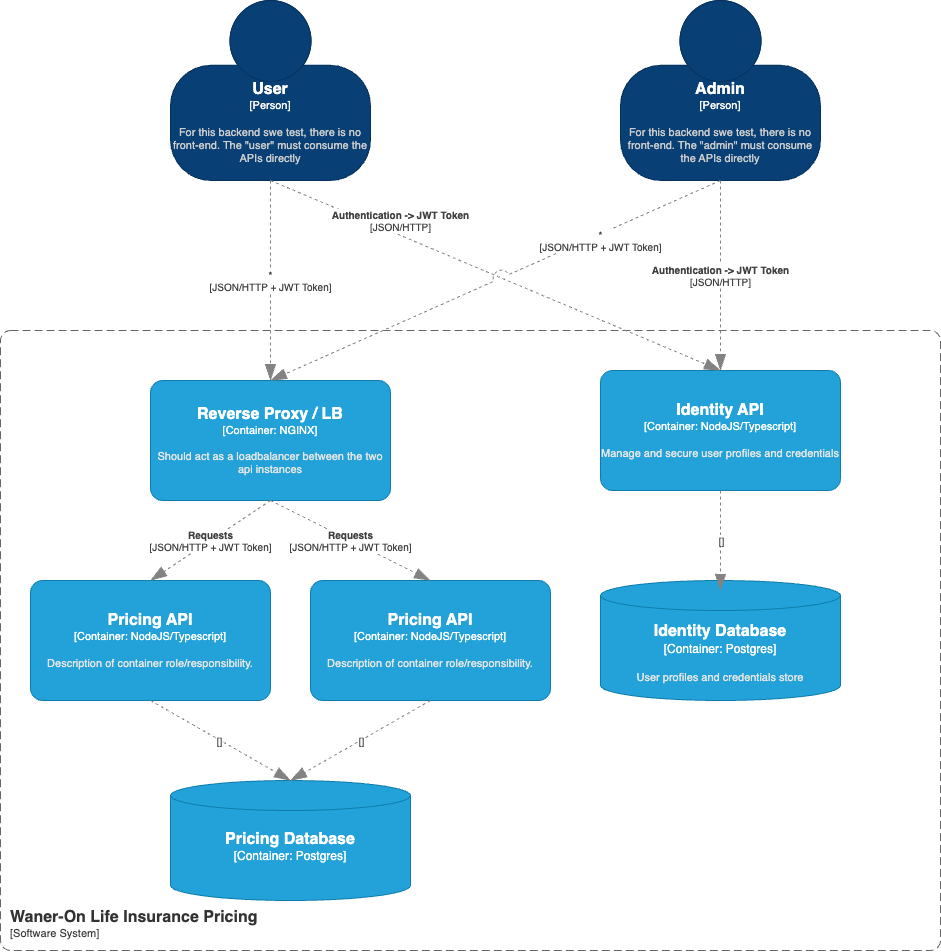 User
[Person]
For this backend swe test, there is no
front-end. The "user" must consume the
APIs directly
Admin
[Person]
For this backend swe test, there is no
front-end. The "admin" must consume
the APIs directly
Authentication -> JWT Token
[JSON/HTTP]
*
[JSON/HTTP + JWT Token]
*
[JSON/HTTP + JWT Token]
Authentication -> JWT Token
[JSON/HTTP]
Reverse Proxy / LB
[Container: NGINX]
Should act as a loadbalancer between the two
api instances
Identity API
[Container: NodeJS/Typescript]
Manage and secure user profiles and credentials
Requests
[JSON/HTTP + JWT Token]
Requests
[JSON/HTTP + JWT Token]
[]
Pricing API
[Container: NodeJS/Typescript]
Description of container role/responsibility.
Pricing API
[Container: NodeJS/Typescript]
Description of container role/responsibility.
Identity Database
[Container: Postgres]
User profiles and credentials store
[]
[]
Pricing Database
[Container: Postgres]
Waner-On Life Insurance Pricing
[Software System]